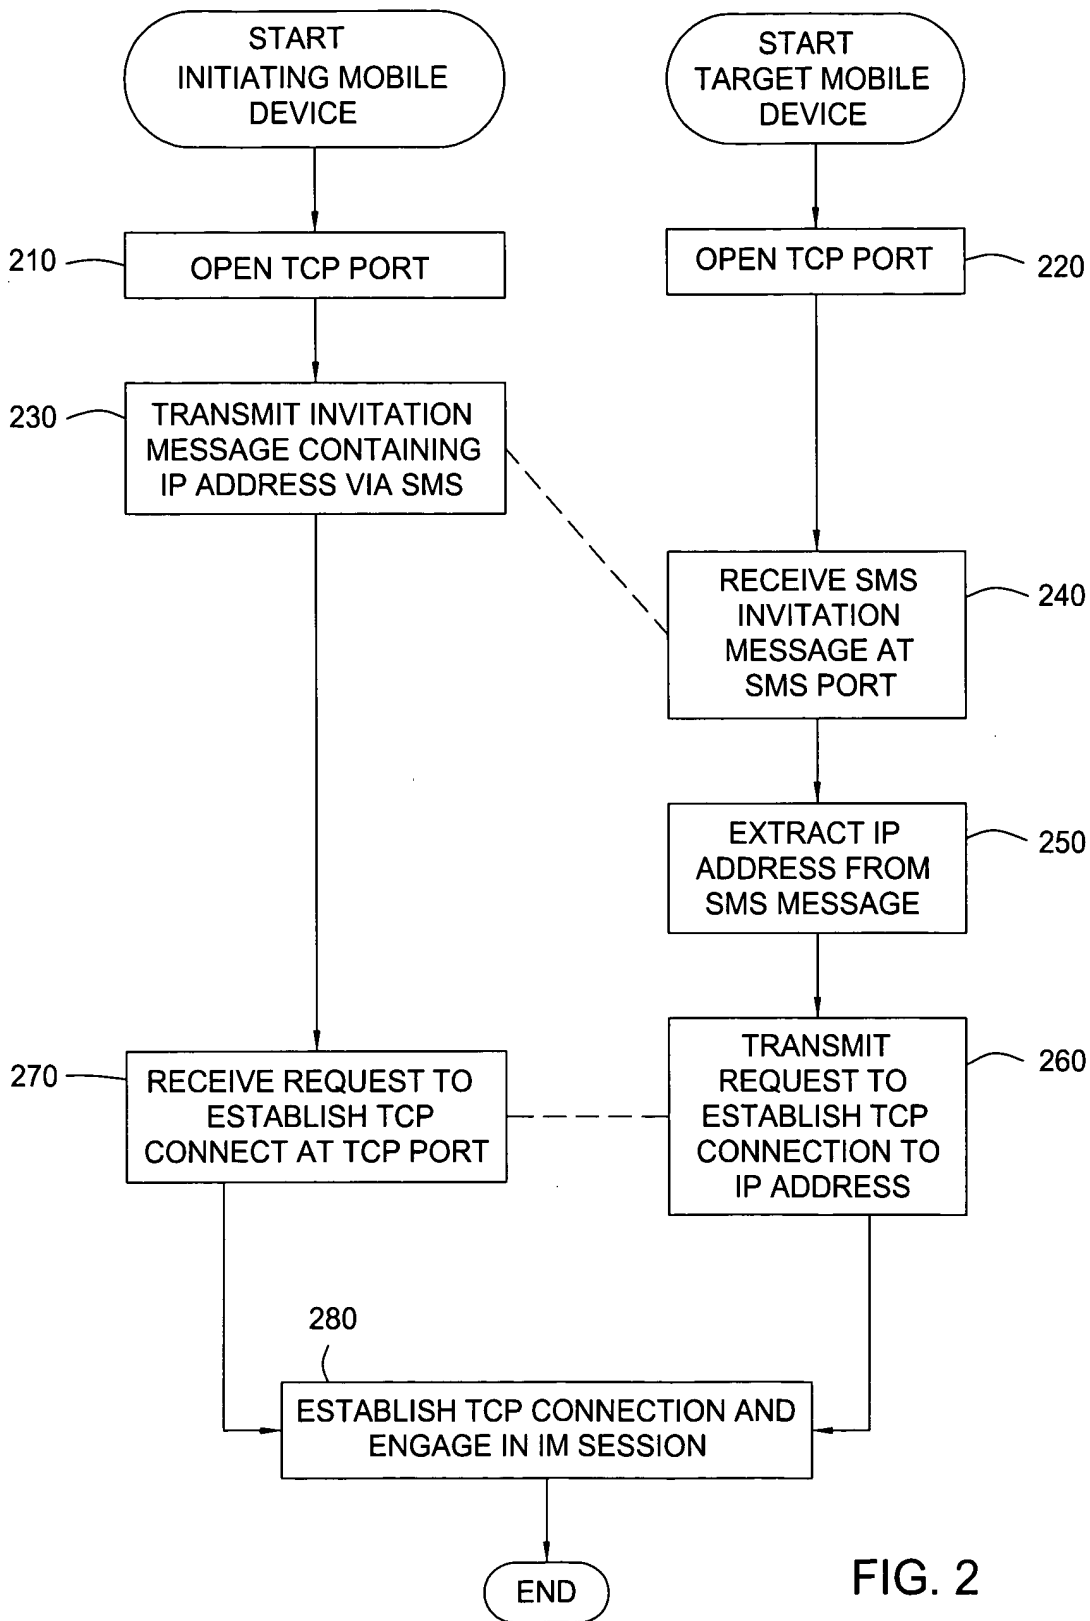 START
INITIATING MOBILE
DEVICE
START
TARGET MOBILE
DEVICE
210
OPEN TCP PORT
OPEN TCP PORT
220
230
TRANSMIT INVITATION
MESSAGE CONTAINING
IP ADDRESS VIA SMS
RECEIVE SMS
INVITATION
MESSAGE AT
SMS PORT
240
EXTRACT IP
ADDRESS FROM
SMS MESSAGE
250
270
RECEIVE REQUEST TO
ESTABLISH TCP
CONNECT AT TCP PORT
TRANSMIT
REQUEST TO
ESTABLISH TCP
CONNECTION TO
IP ADDRESS
260
280
ESTABLISH TCP CONNECTION AND
ENGAGE IN IM SESSION
END
FIG. 2